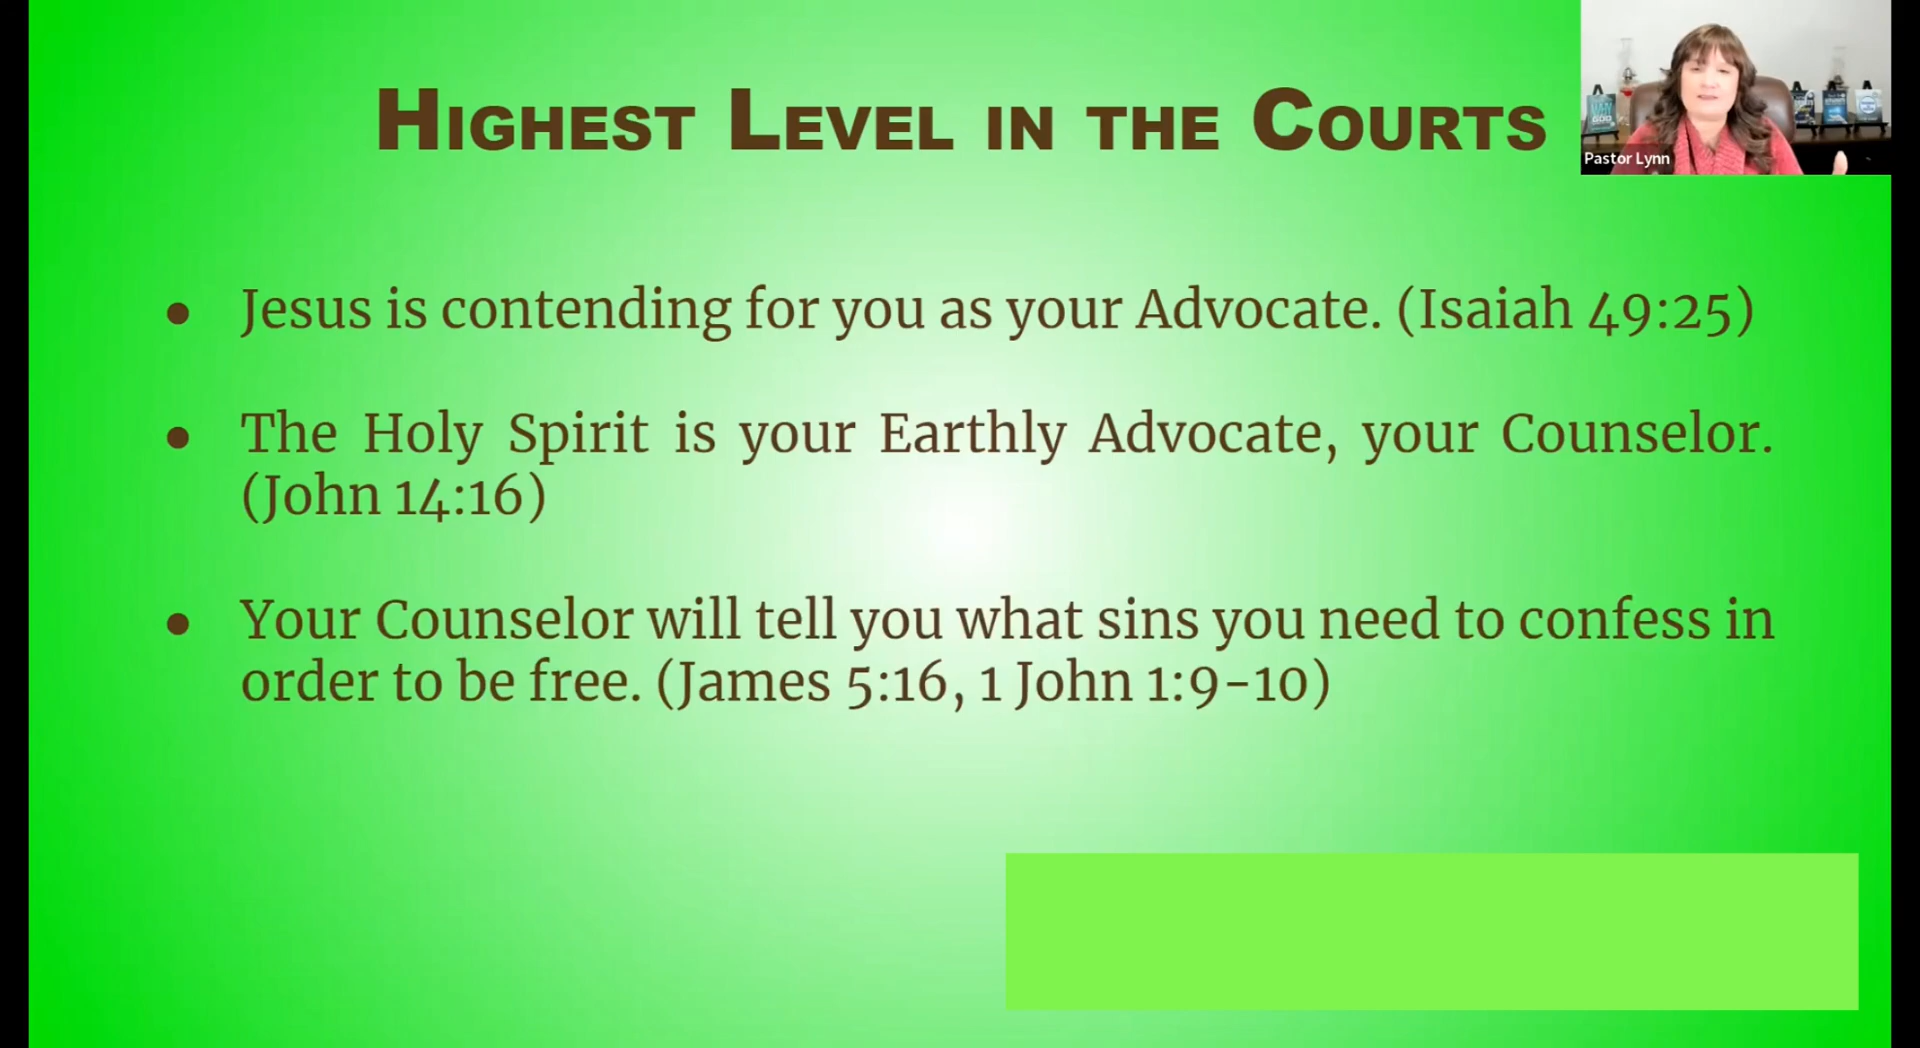 Highest Level in the Courts
Pastor Lynn
● Jesus is contending for you as your Advocate. (Isaiah 49:25)
● The Holy Spirit is your Earthly Advocate, your Counselor.
(John 14:16)
● Your Counselor will tell you what sins you need to confess in
order to be free. (James 5:16, 1 John 1:9-10)